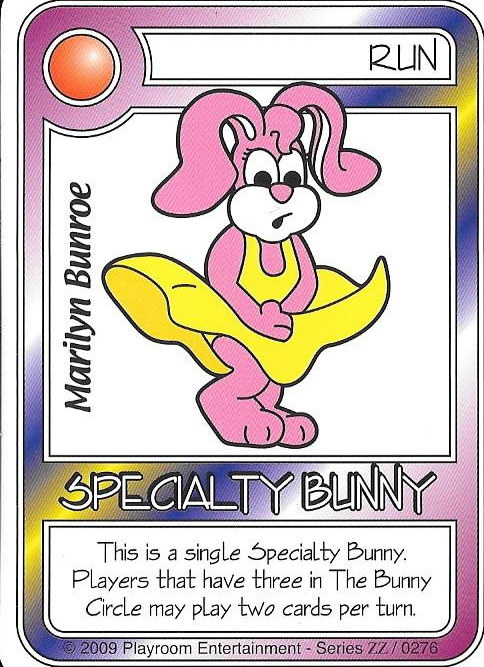 RUN
Marilyn Bunroe
SPECIALTY BUNNY
This is a single Specialty Bunny.
Players that have three in The Bunny
Circle may play two cards per turn.
© 2009 Playroom Entertainment - Series ZZ / 0276